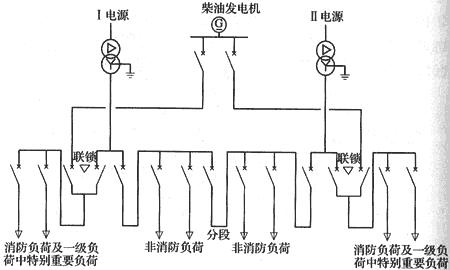 柴油发电机
Ⅰ电源
G
Ⅱ电源
联锁
联锁
分段
消防负荷及一级负
荷中特别重要负荷
非消防负荷
非消防负荷
消防负荷及一级负
荷中特别重要负荷